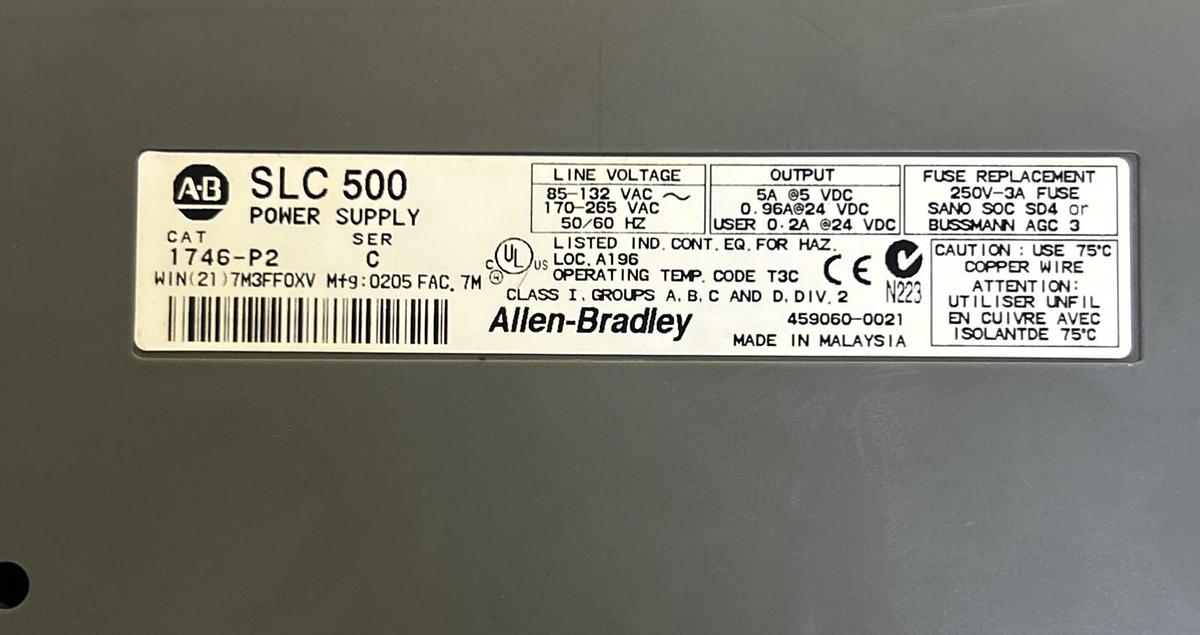 A-B
SLC 500
POWER SUPPLY
CAT SER
1746-P2 C
WIN(21)7M3FF0XV Mfg:0205 FAC. 7M
LINE VOLTAGE
85-132 VAC ~
170-265 VAC
50/60 HZ
OUTPUT
5A @5 VDC
0.96A@24 VDC
USER 0.2A @24 VDC
FUSE REPLACEMENT
250V-3A FUSE
SANO SOC SD4 or
BUSSMANN AGC 3
C UL US
R
LISTED IND.CONT.EQ.FOR HAZ.
LOC.A196
OPERATING TEMP. CODE T3C
CLASS I, GROUPS A,B,C AND D,DIV.2
CE
N223
Allen-Bradley
459060-0021
MADE IN MALAYSIA
CAUTION : USE 75°C
COPPER WIRE
ATTENTION:
UTILISER UNFIL
EN CUIVRE AVEC
ISOLANTDE 75°C